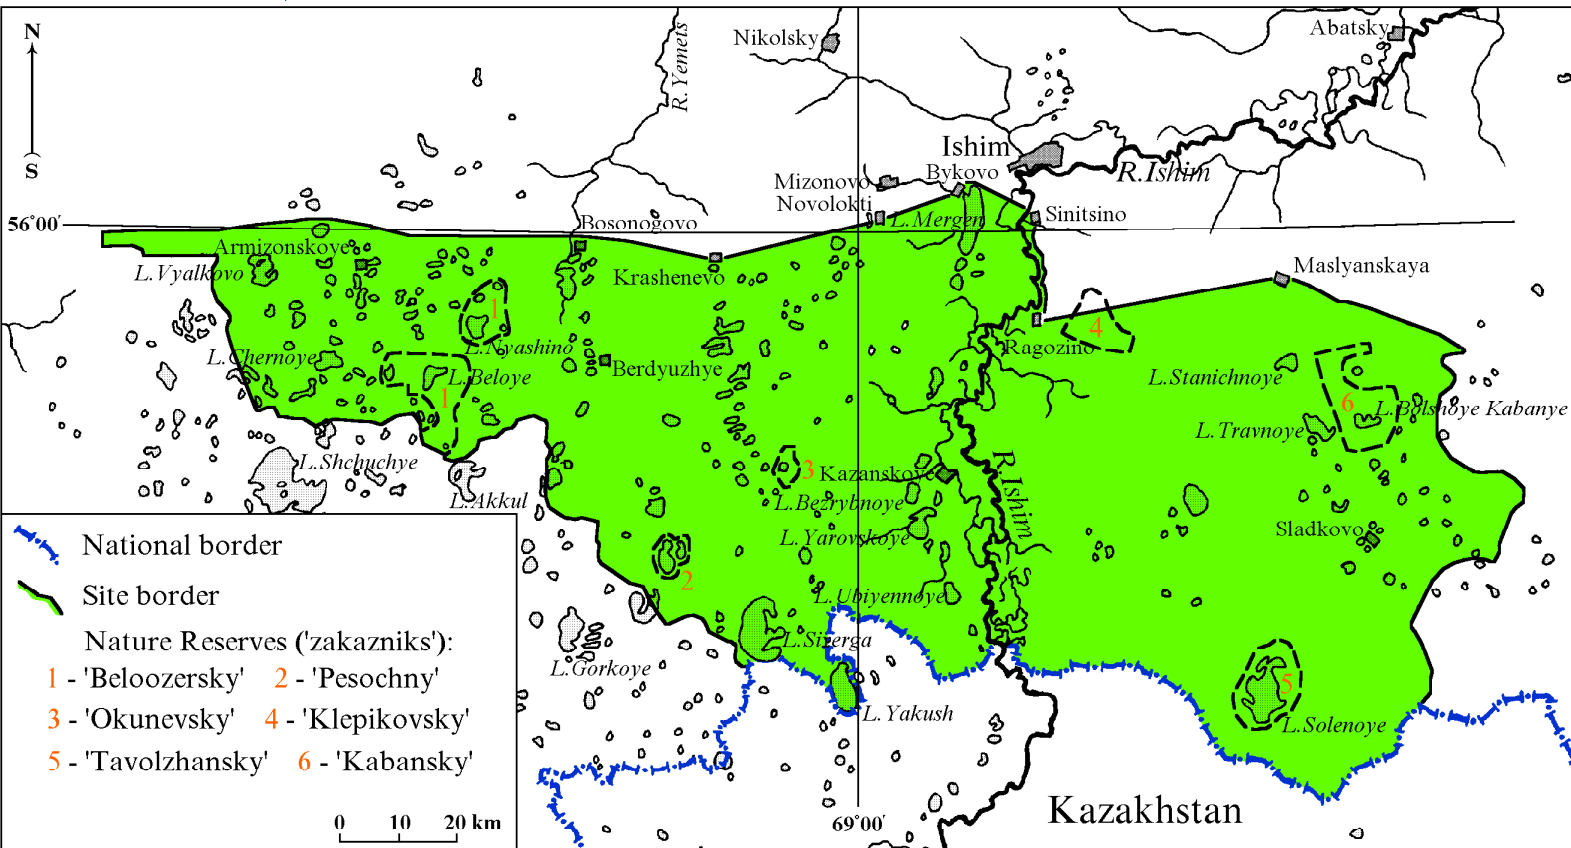 N
S
Nikolsky
R.Yemets
Abatsky
Ishim
R.Ishim
Mizonovo
Bykovo
Novolokti
L.Mergen
Sinitsino
56°00'
Bosonogovo
Armizonskoye
L.Vyalkovo
Krashenevo
Maslyanskaya
1
4
Ragozino
L.Nyashino
L.Chernoye
Berdyuzhye
L.Beloye
L.Stanichnoye
1
6
L.Bolshoye Kabanye
L.Travnoye
L.Shchuchye
3
Kazanskoye
R.Ishim
L.Akkul
L.Bezrybnoye
L.Yarovskoye
Sladkovo
2
L.Ubiyennoye
L.Siverga
L.Gorkoye
5
L.Yakush
L.Solenoye
National border
Site border
Nature Reserves ('zakazniks'):
1 - 'Beloozersky' 2 - 'Pesochny'
3 - 'Okunevsky' 4 - 'Klepikovsky'
5 - 'Tavolzhansky' 6 - 'Kabansky'
0 10 20 km
69°00'
Kazakhstan